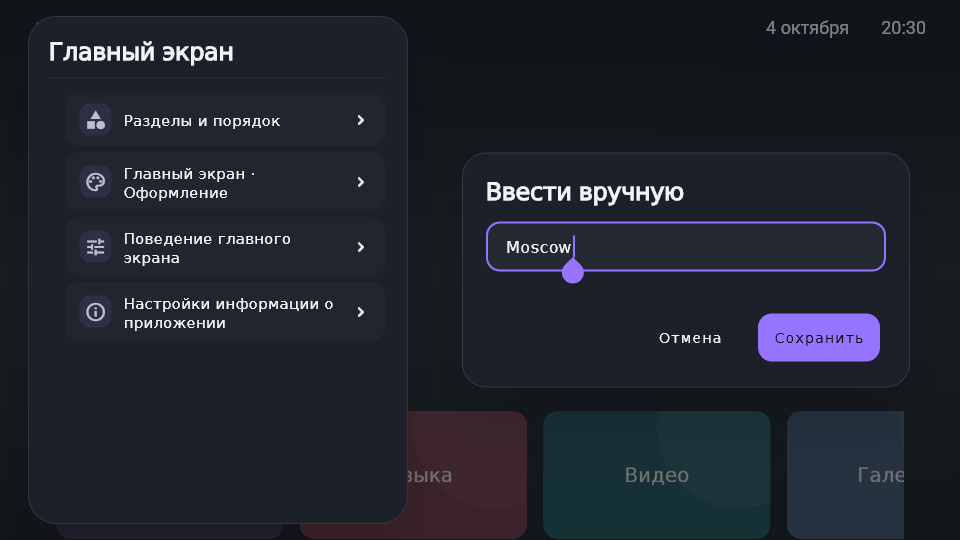 4 октября
20:30
Главный экран
Разделы и порядок
Главный экран ·
Оформление
Поведение главного
экрана
Настройки информации о
приложении
Ввести вручную
Moscow
Отмена
Сохранить
Видео